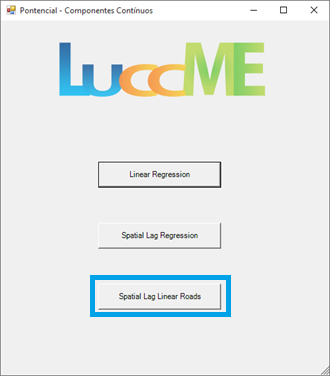 Pontencial - Componentes Contínuos
LuccME
Linear Regression
Spatial Lag Regression
Spatial Lag Linear Roads